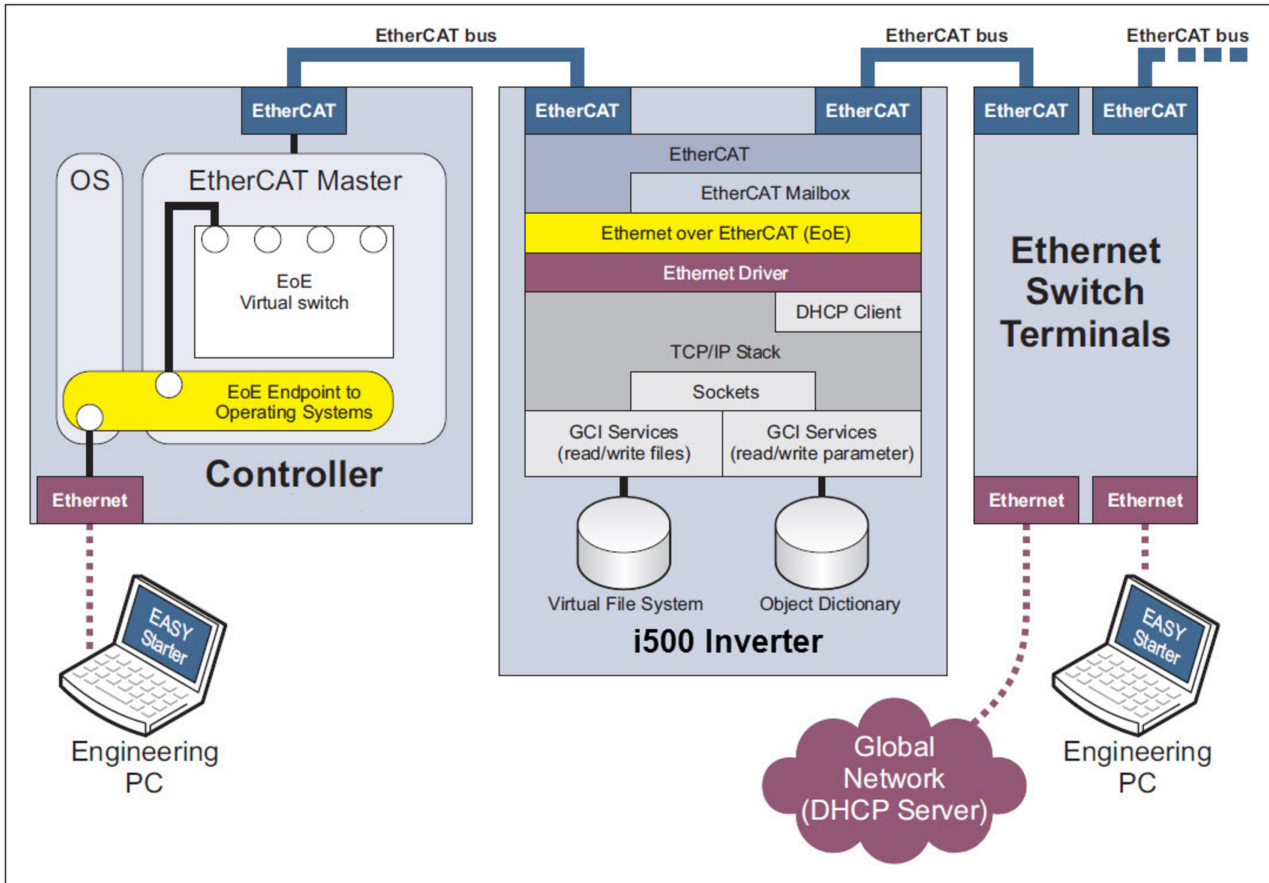 EtherCAT bus
EtherCAT bus
EtherCAT bus
EtherCAT
EtherCAT
EtherCAT
EtherCAT
EtherCAT
OS
EtherCAT Master
EoE
Virtual switch
EoE Endpoint to
Operating Systems
Controller
Ethernet
EASY
Starter
Engineering
PC
EtherCAT
EtherCAT Mailbox
Ethernet over EtherCAT (EoE)
Ethernet Driver
DHCP Client
TCP/IP Stack
Sockets
GCI Services
(read/write files)
GCI Services
(read/write parameter)
Virtual File System
Object Dictionary
i500 Inverter
Ethernet
Switch
Terminals
Ethernet
Ethernet
Global
Network
(DHCP Server)
EASY
Starter
Engineering
PC